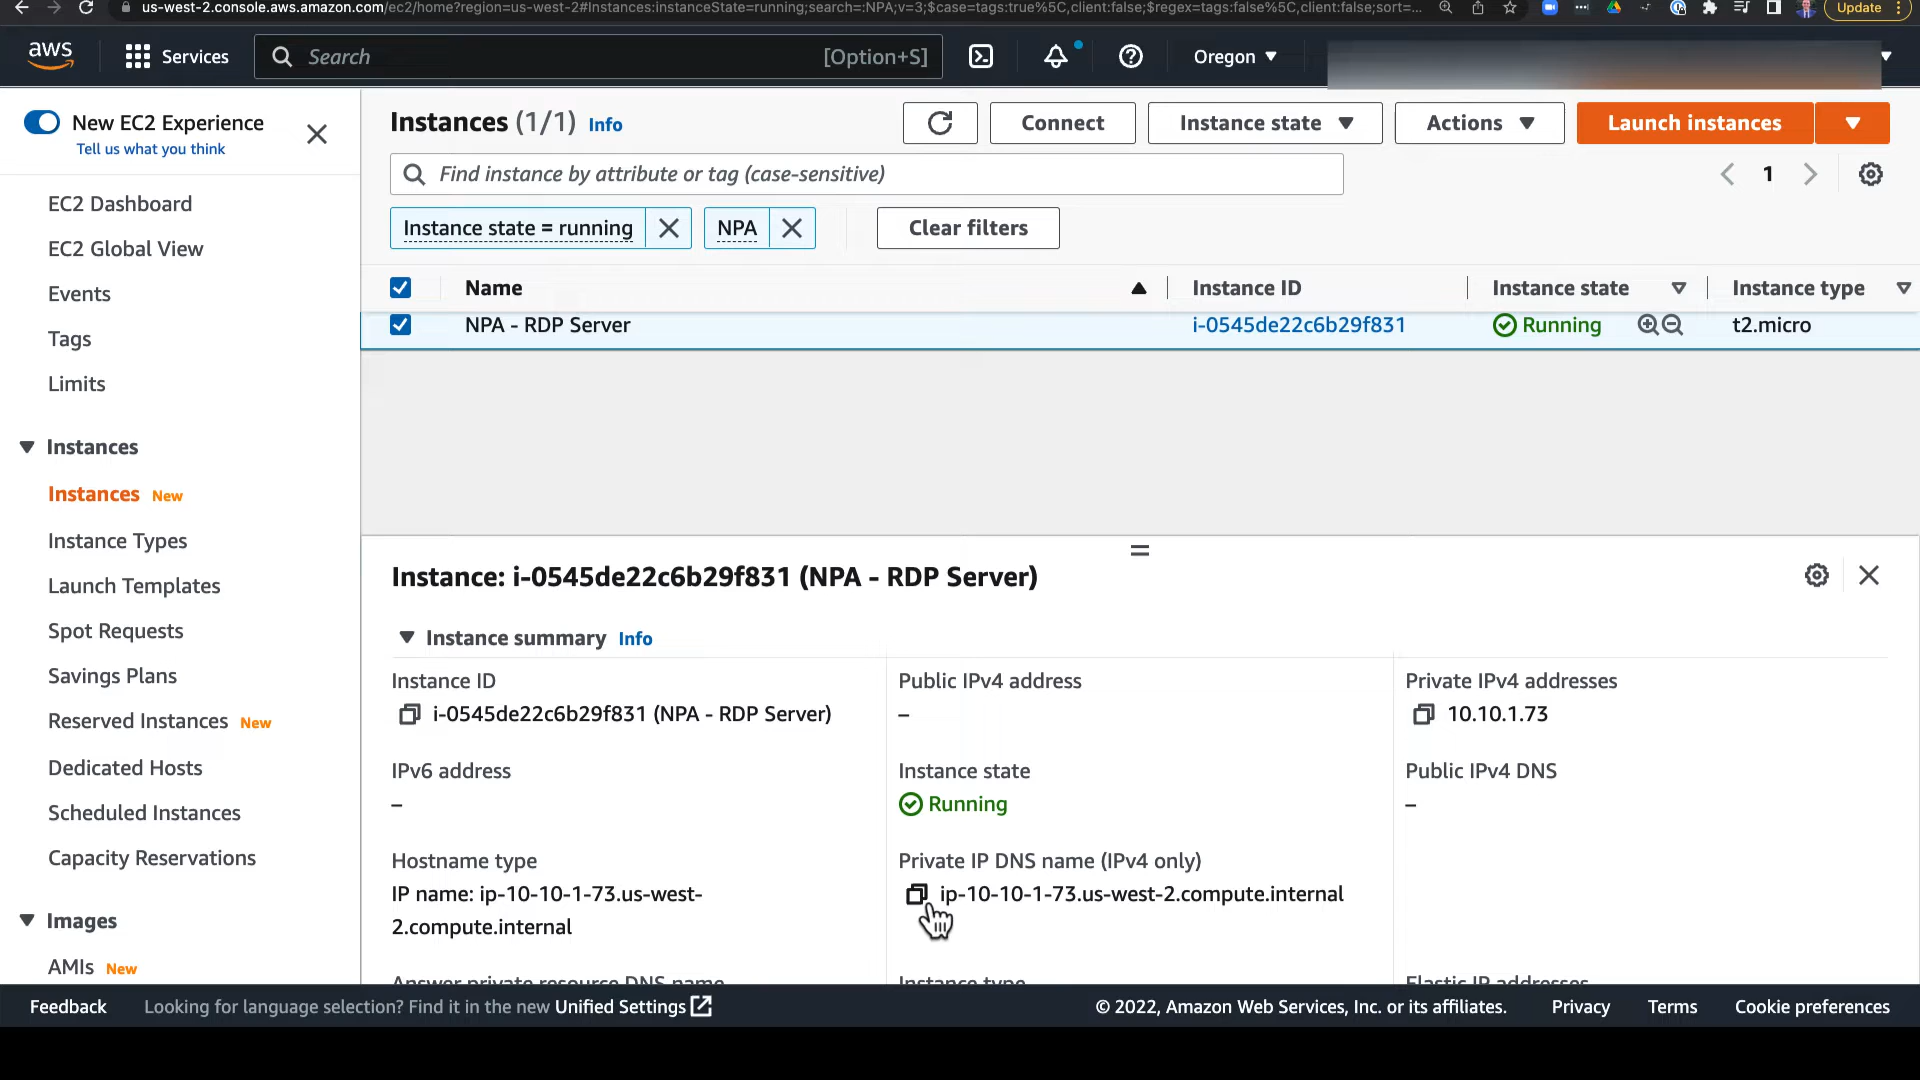 us-west-2.console.aws.amazon.com/ec2/home?region=us-west-2#Instances:instanceState=running;search=:NPA;v=3;$case=tags:true%5C,client:false;$regex=tags:false%5C,client:false;sort=... Update
aws Services Search [Option+S] Oregon
New EC2 Experience
Tell us what you think
EC2 Dashboard
EC2 Global View
Events
Tags
Limits
Instances
Instances New
Instance Types
Launch Templates
Spot Requests
Savings Plans
Reserved Instances New
Dedicated Hosts
Scheduled Instances
Capacity Reservations
Images
AMIs New
Instances (1/1) Info Connect Instance state Actions Launch instances
Find instance by attribute or tag (case-sensitive) 1
Instance state = running NPA Clear filters
Name Instance ID Instance state Instance type
NPA - RDP Server i-0545de22c6b29f831 Running t2.micro
Instance: i-0545de22c6b29f831 (NPA - RDP Server)
Instance summary Info
Instance ID Public IPv4 address Private IPv4 addresses
i-0545de22c6b29f831 (NPA - RDP Server) – 10.10.1.73
IPv6 address Instance state Public IPv4 DNS
– Running –
Hostname type Private IP DNS name (IPv4 only)
IP name: ip-10-10-1-73.us-west- ip-10-10-1-73.us-west-2.compute.internal
2.compute.internal
Answer private resource DNS name Instance type Elastic IP addresses
Feedback Looking for language selection? Find it in the new Unified Settings © 2022, Amazon Web Services, Inc. or its affiliates. Privacy Terms Cookie preferences